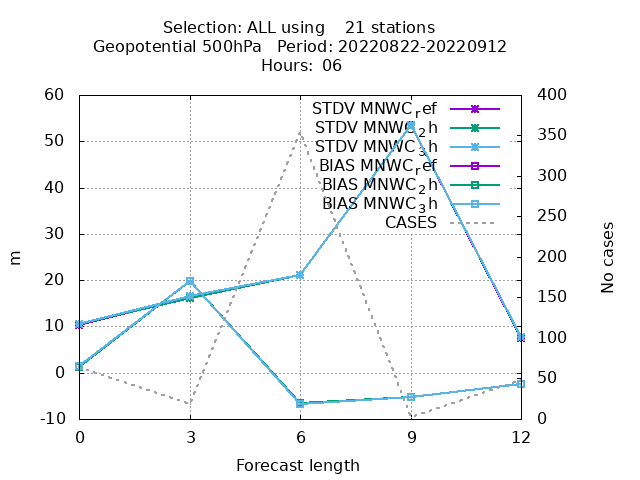 Selection: ALL using    21 stations
Geopotential 500hPa   Period: 20220822-20220912
Hours: 06
60
50
40
30
20
10
0
-10
400
350
300
250
200
150
100
50
0
STDV MNWC_ref
STDV MNWC_2h
STDV MNWC_3h
BIAS MNWC_ref
BIAS MNWC_2h
BIAS MNWC_3h
CASES
m
No cases
0 3 6 9 12
Forecast length